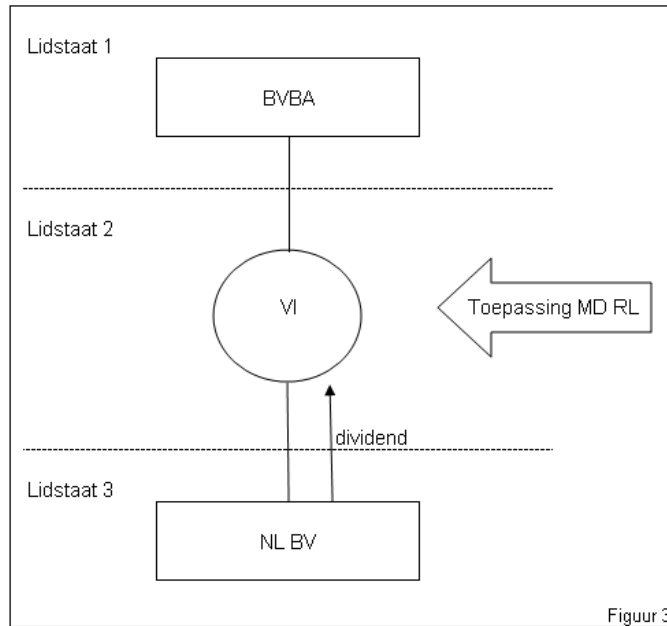 Lidstaat 1
BVBA
Lidstaat 2
VI
Toepassing MD RL
dividend
Lidstaat 3
NL BV
Figuur 3